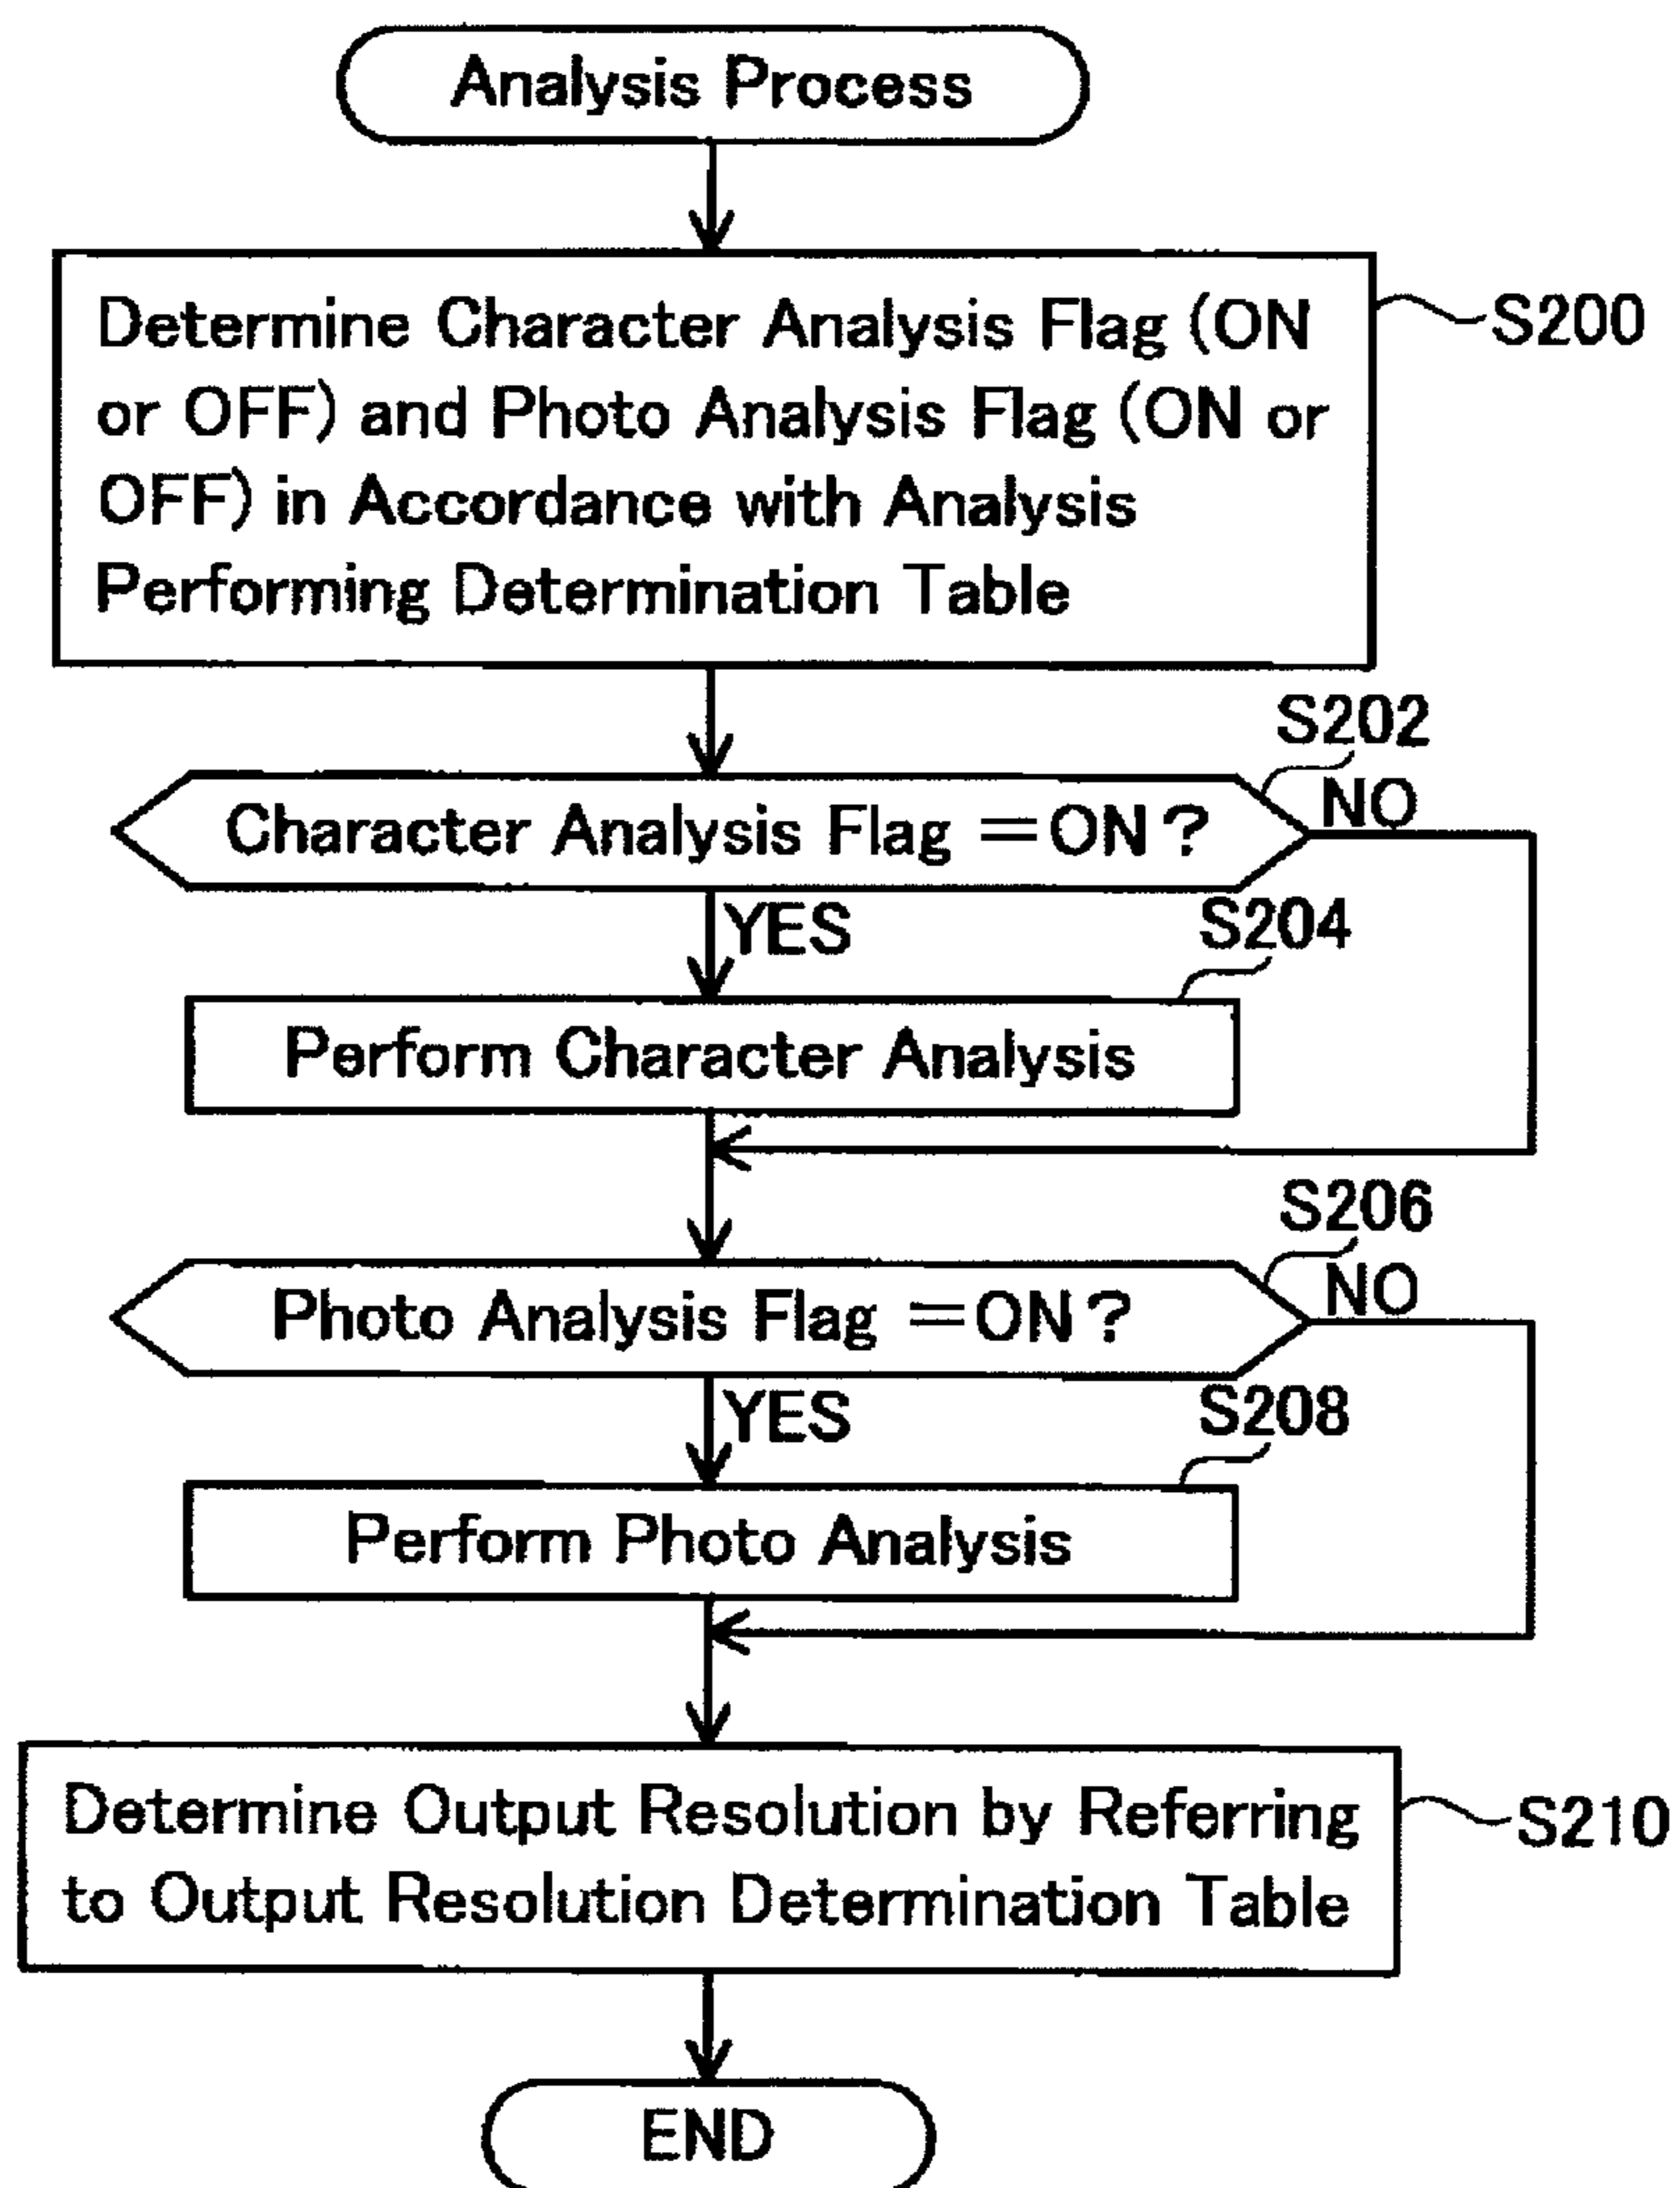 Analysis Process
Determine Character Analysis Flag (ON
or OFF) and Photo Analysis Flag (ON or
OFF) in Accordance with Analysis
Performing Determination Table
S200
S202
Character Analysis Flag =ON?
NO
YES
S204
Perform Character Analysis
S206
Photo Analysis Flag =ON?
NO
YES
S208
Perform Photo Analysis
Determine Output Resolution by Referring
to Output Resolution Determination Table
S210
END